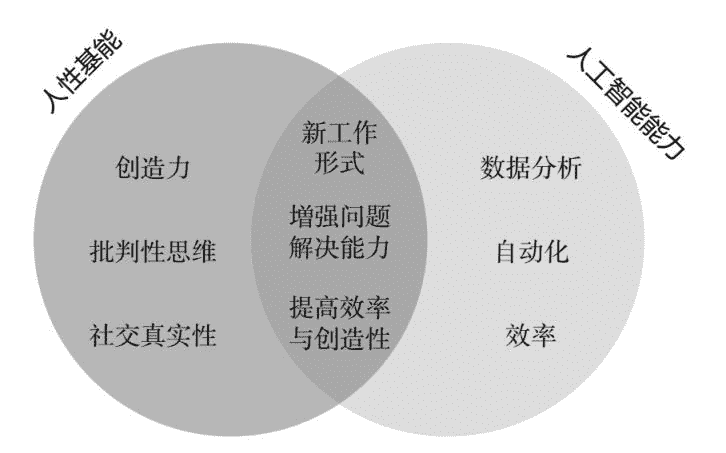 人性基能
人工智能能力
创造力
批判性思维
社交真实性
新工作
形式
增强问题
解决能力
提高效率
与创造性
数据分析
自动化
效率